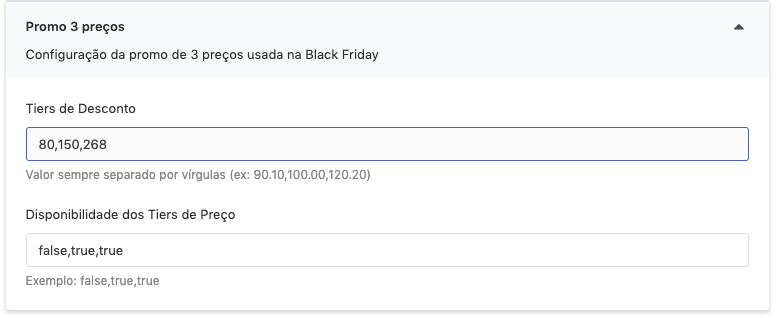 Promo 3 preços
Configuração da promo de 3 preços usada na Black Friday
Tiers de Desconto
80,150,268
Valor sempre separado por vírgulas (ex: 90.10,100.00,120.20)
Disponibilidade dos Tiers de Preço
false,true,true
Exemplo: false,true,true